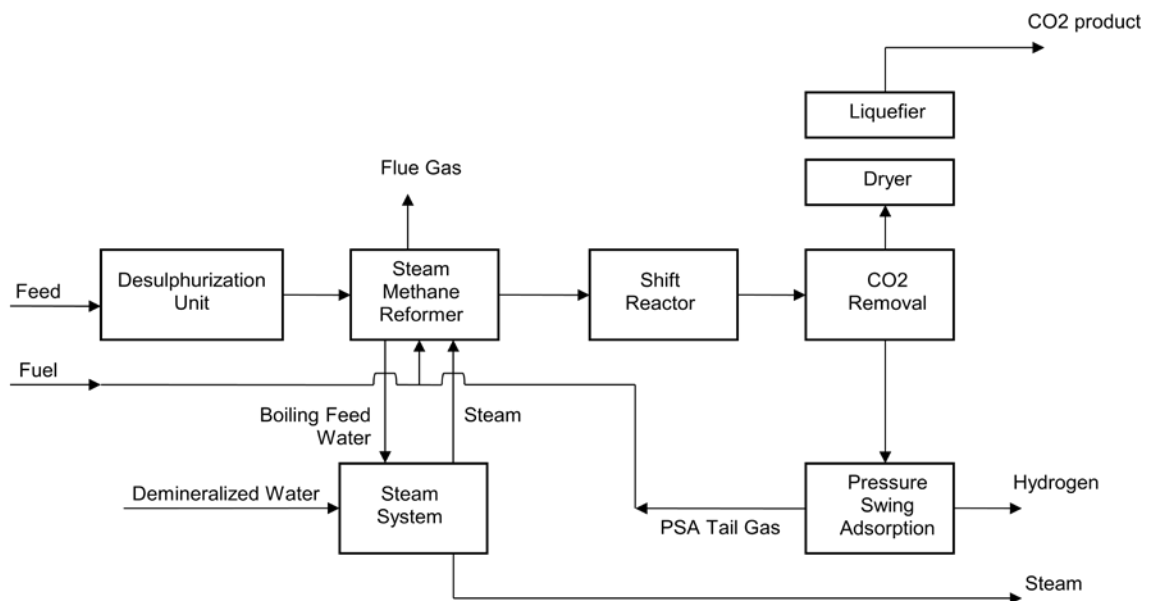 CO2 product
Liquefier
Flue Gas
Dryer
Feed
Desulphurization
Unit
Steam
Methane
Reformer
Shift
Reactor
CO2
Removal
Fuel
Boiling Feed
Water
Steam
Demineralized Water
Steam
System
PSA Tail Gas
Pressure
Swing
Adsorption
Hydrogen
Steam